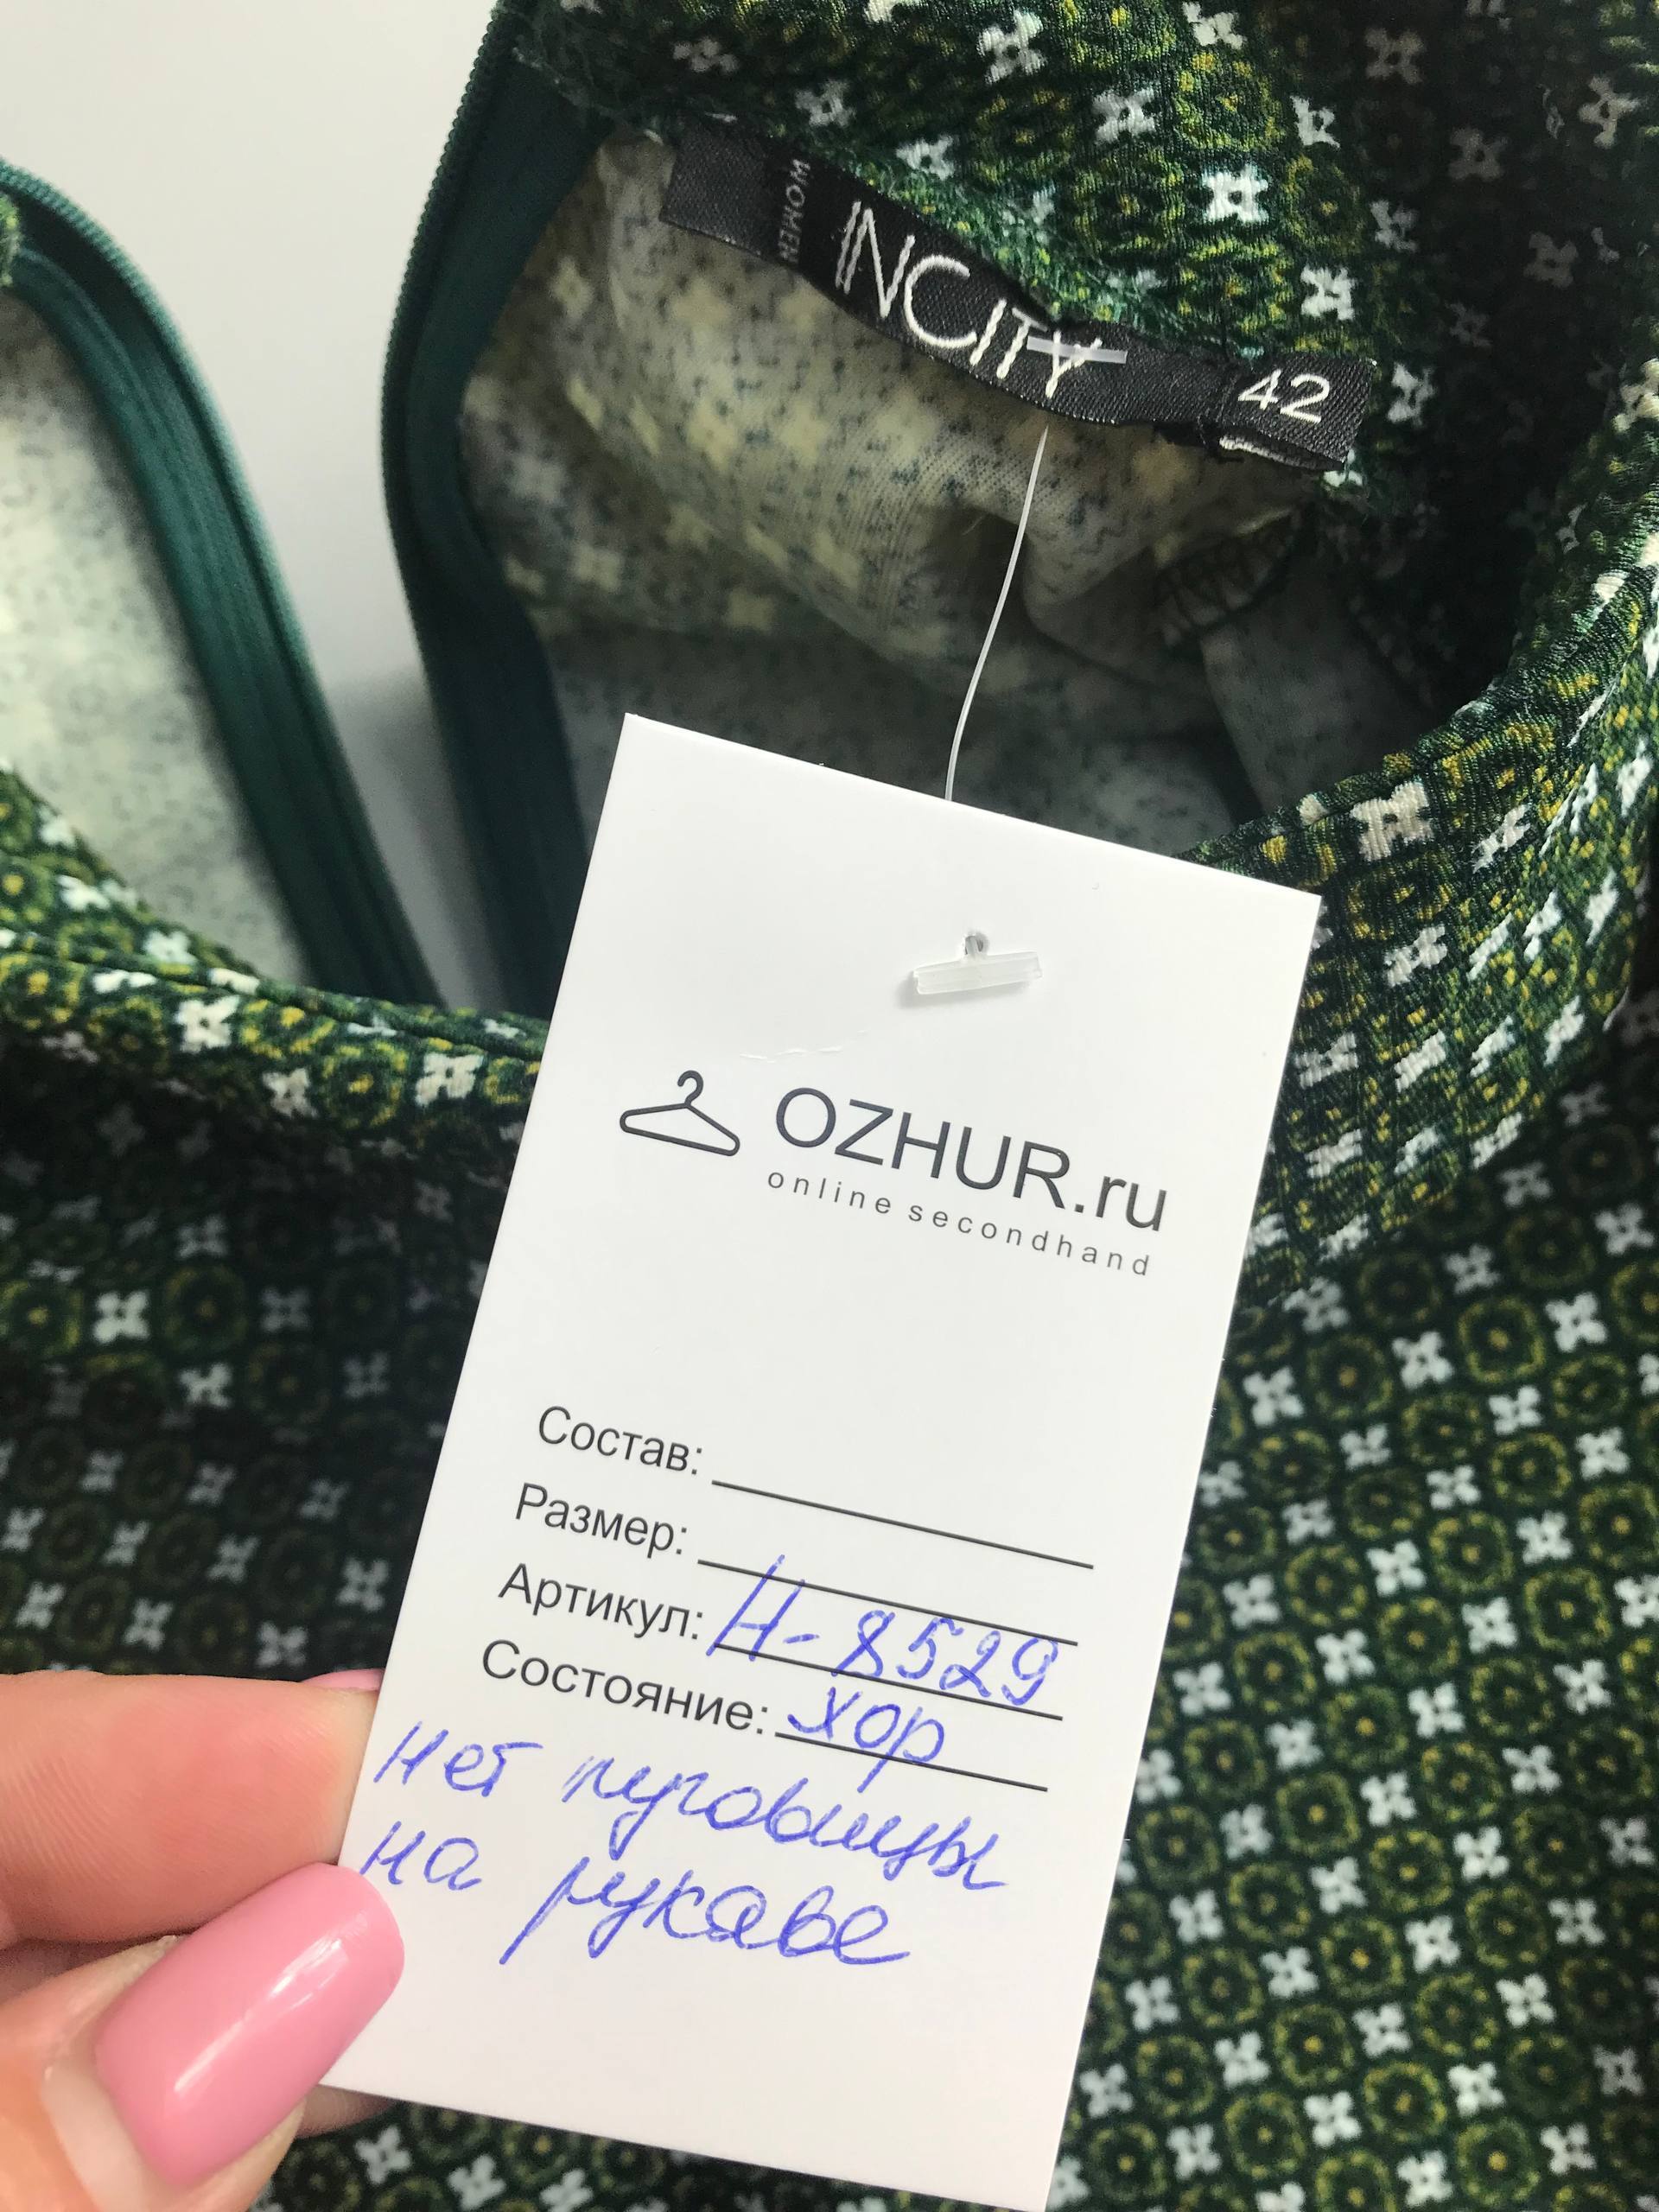 WOMEN
INCITY
42
OZHUR.ru
online secondhand
Состав:
Размер:
Артикул: Н-8529
Состояние: хор
нет пуговицы
на рукаве